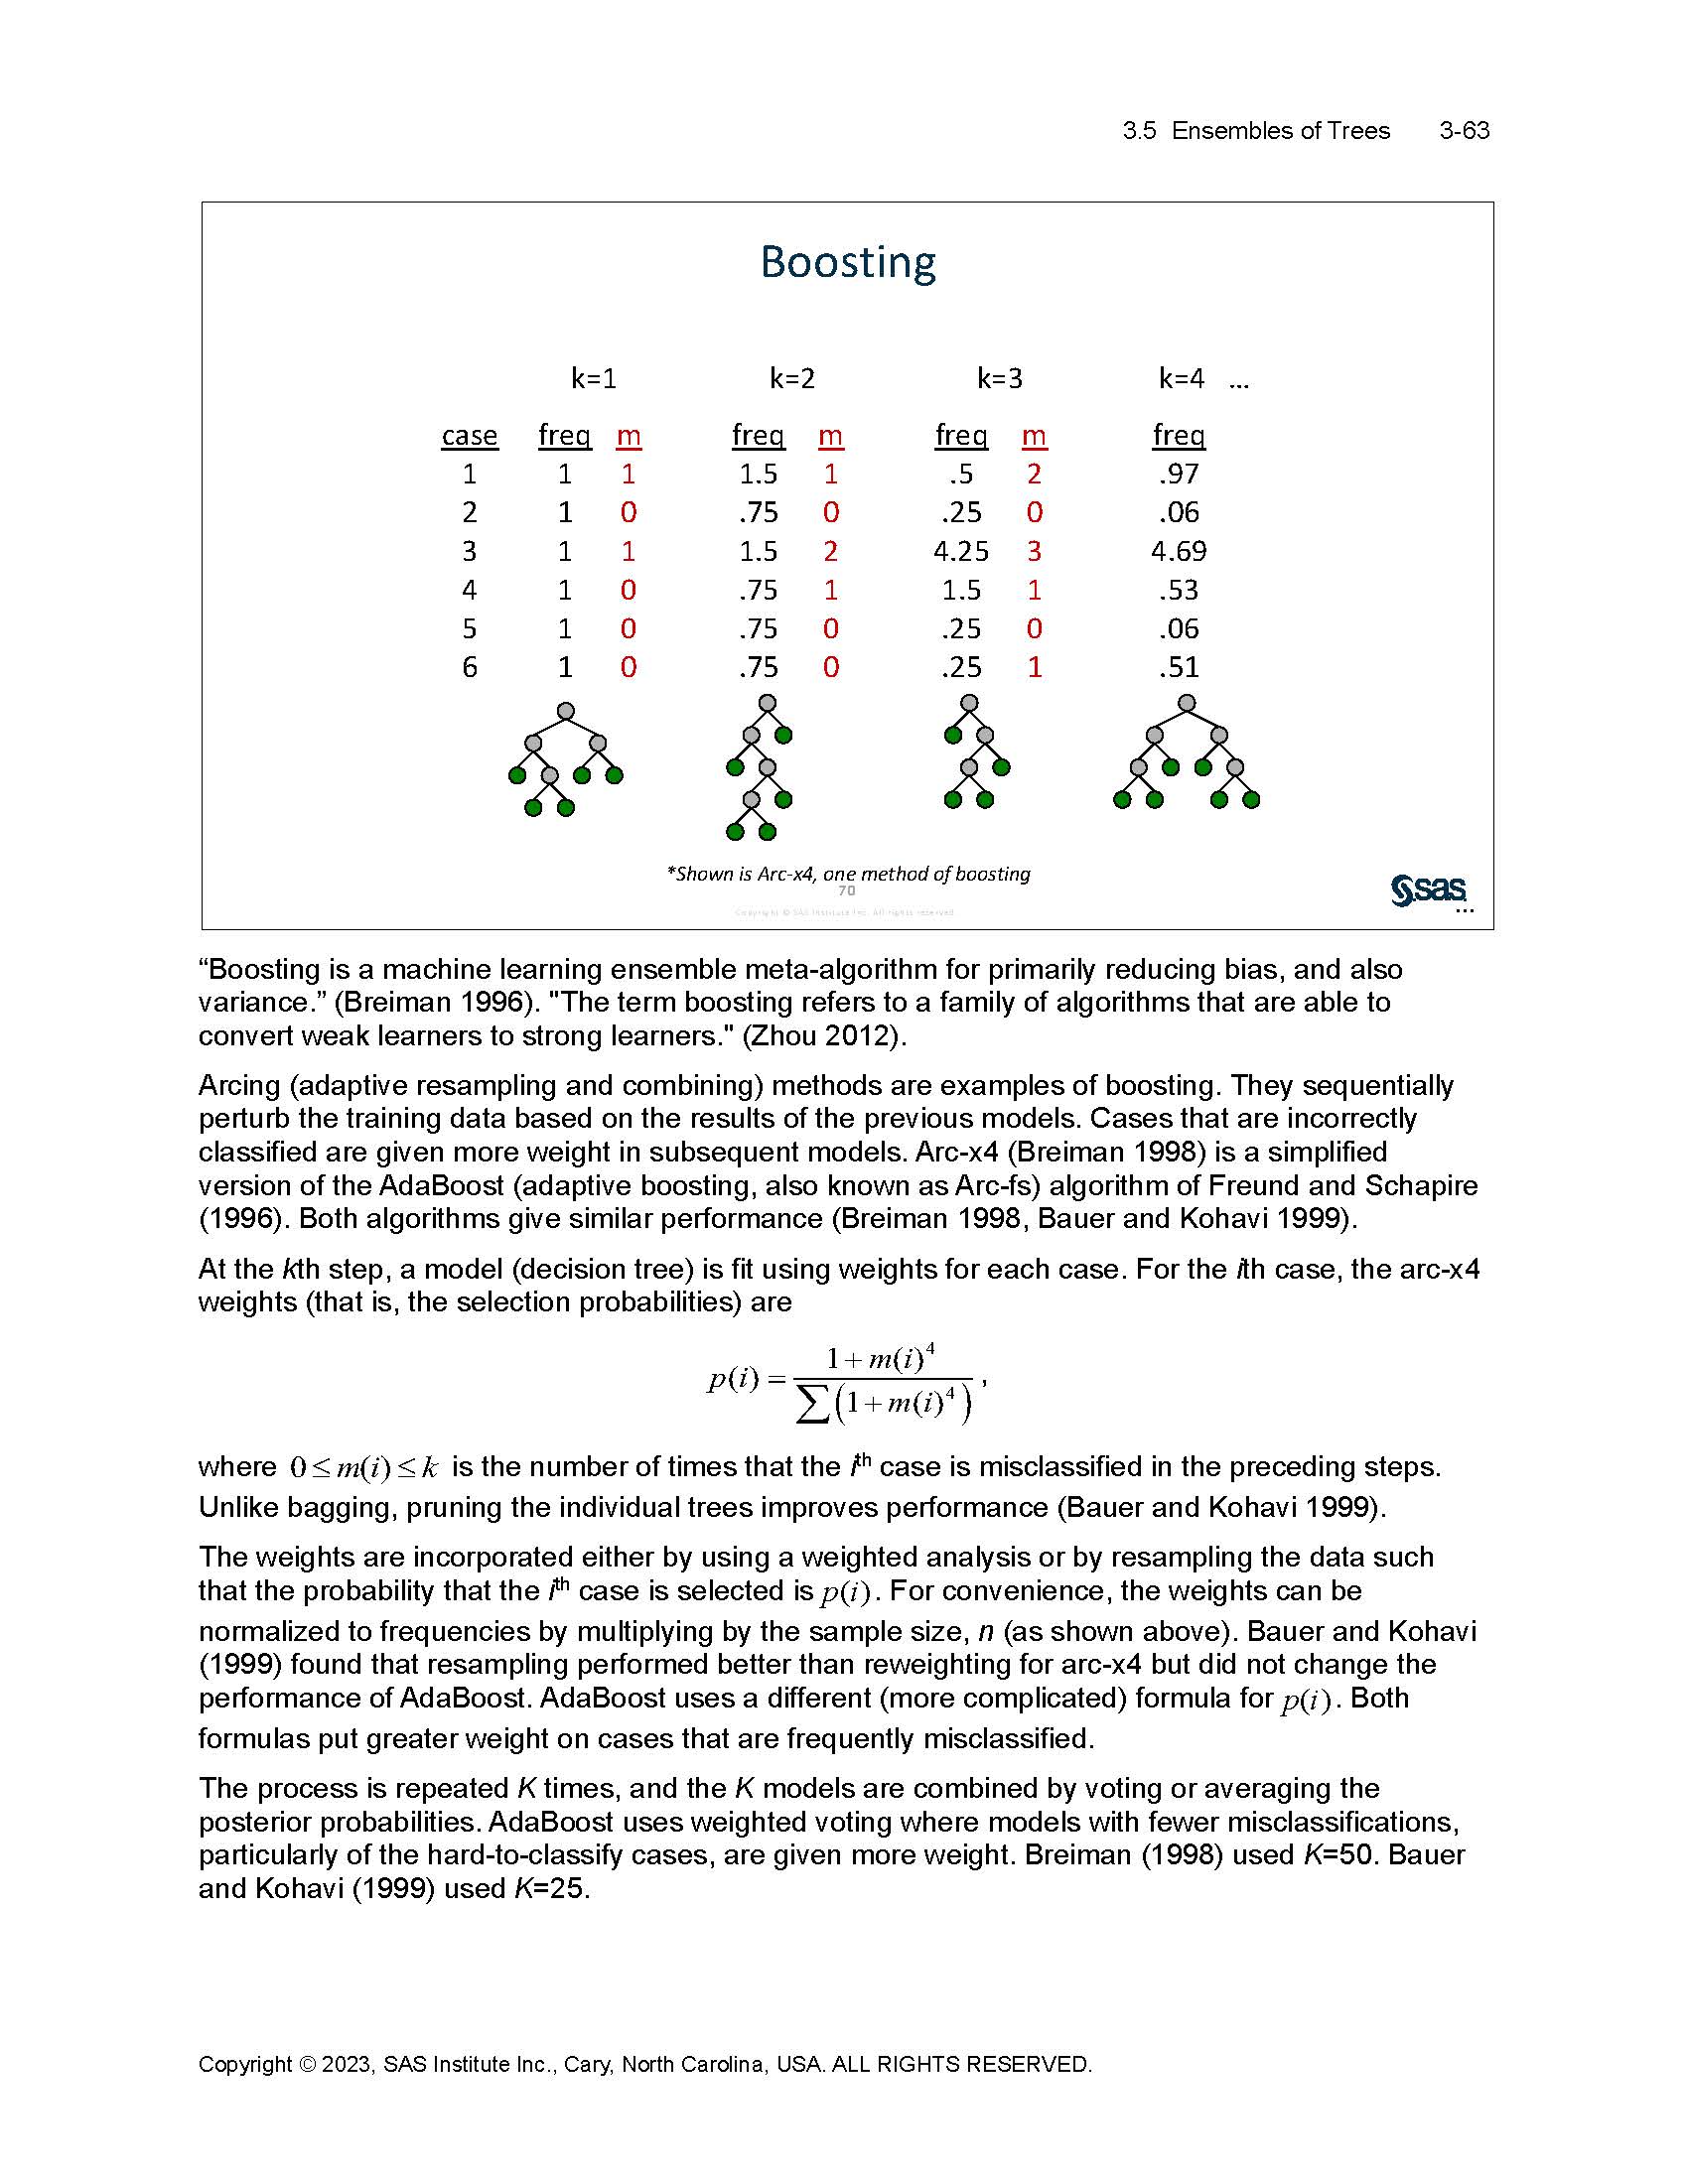 3.5 Ensembles of Trees 3-63
Boosting
k=1 k=2 k=3 k=4 ...
case freq m freq m freq m freq
1 1 1 1.5 1 .5 2 .97
2 1 0 .75 0 .25 0 .06
3 1 1 1.5 2 4.25 3 4.69
4 1 0 .75 1 1.5 1 .53
5 1 0 .75 0 .25 0 .06
6 1 0 .75 0 .25 1 .51
*Shown is Arc-x4, one method of boosting
70
Copyright © SAS Institute Inc. All rights reserved.
sas
...
“Boosting is a machine learning ensemble meta-algorithm for primarily reducing bias, and also
variance.” (Breiman 1996). "The term boosting refers to a family of algorithms that are able to
convert weak learners to strong learners." (Zhou 2012).
Arcing (adaptive resampling and combining) methods are examples of boosting. They sequentially
perturb the training data based on the results of the previous models. Cases that are incorrectly
classified are given more weight in subsequent models. Arc-x4 (Breiman 1998) is a simplified
version of the AdaBoost (adaptive boosting, also known as Arc-fs) algorithm of Freund and Schapire
(1996). Both algorithms give similar performance (Breiman 1998, Bauer and Kohavi 1999).
At the kth step, a model (decision tree) is fit using weights for each case. For the ith case, the arc-x4
weights (that is, the selection probabilities) are
p(i) = (1 + m(i)⁴) / ∑(1 + m(i)⁴),
where 0 ≤ m(i) ≤ k is the number of times that the iᵗʰ case is misclassified in the preceding steps.
Unlike bagging, pruning the individual trees improves performance (Bauer and Kohavi 1999).
The weights are incorporated either by using a weighted analysis or by resampling the data such
that the probability that the iᵗʰ case is selected is p(i). For convenience, the weights can be
normalized to frequencies by multiplying by the sample size, n (as shown above). Bauer and Kohavi
(1999) found that resampling performed better than reweighting for arc-x4 but did not change the
performance of AdaBoost. AdaBoost uses a different (more complicated) formula for p(i). Both
formulas put greater weight on cases that are frequently misclassified.
The process is repeated K times, and the K models are combined by voting or averaging the
posterior probabilities. AdaBoost uses weighted voting where models with fewer misclassifications,
particularly of the hard-to-classify cases, are given more weight. Breiman (1998) used K=50. Bauer
and Kohavi (1999) used K=25.
Copyright © 2023, SAS Institute Inc., Cary, North Carolina, USA. ALL RIGHTS RESERVED.